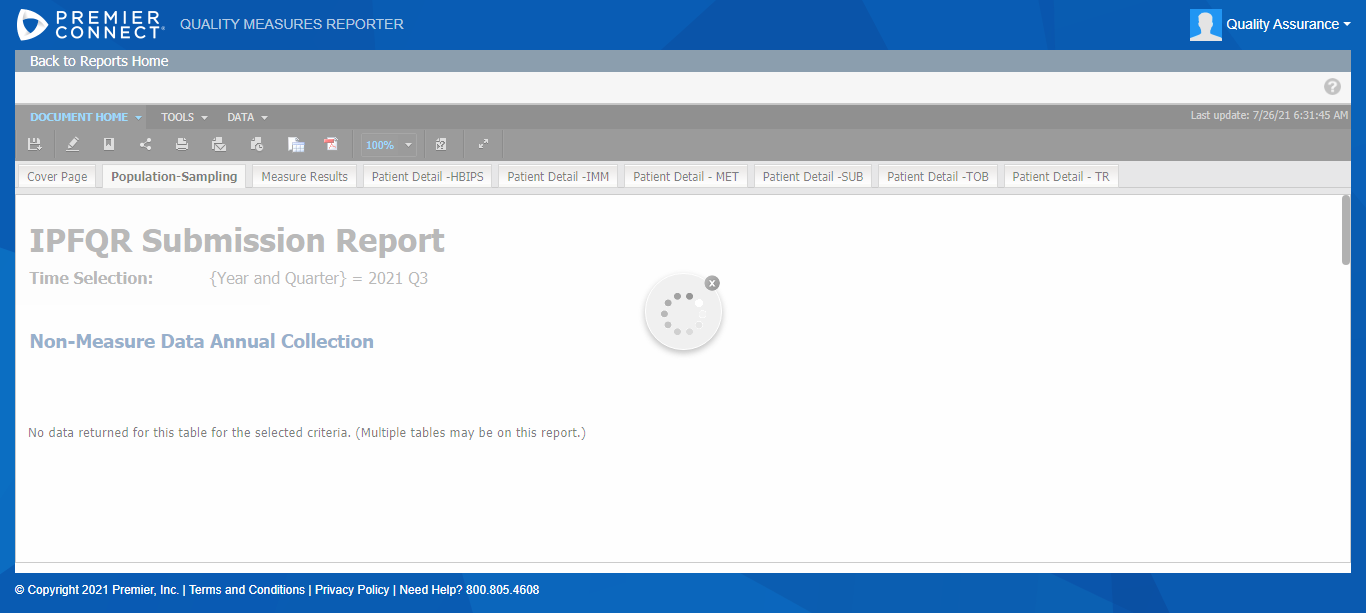 PREMIER
CONNECT® QUALITY MEASURES REPORTER
Quality Assurance
Back to Reports Home
?
DOCUMENT HOME TOOLS DATA Last update: 7/26/21 6:31:45 AM
100%
Cover Page Population-Sampling Measure Results Patient Detail -HBIPS Patient Detail -IMM Patient Detail - MET Patient Detail -SUB Patient Detail -TOB Patient Detail - TR
IPFQR Submission Report
Time Selection: {Year and Quarter} = 2021 Q3
x
Non-Measure Data Annual Collection
No data returned for this table for the selected criteria. (Multiple tables may be on this report.)
© Copyright 2021 Premier, Inc. | Terms and Conditions | Privacy Policy | Need Help? 800.805.4608